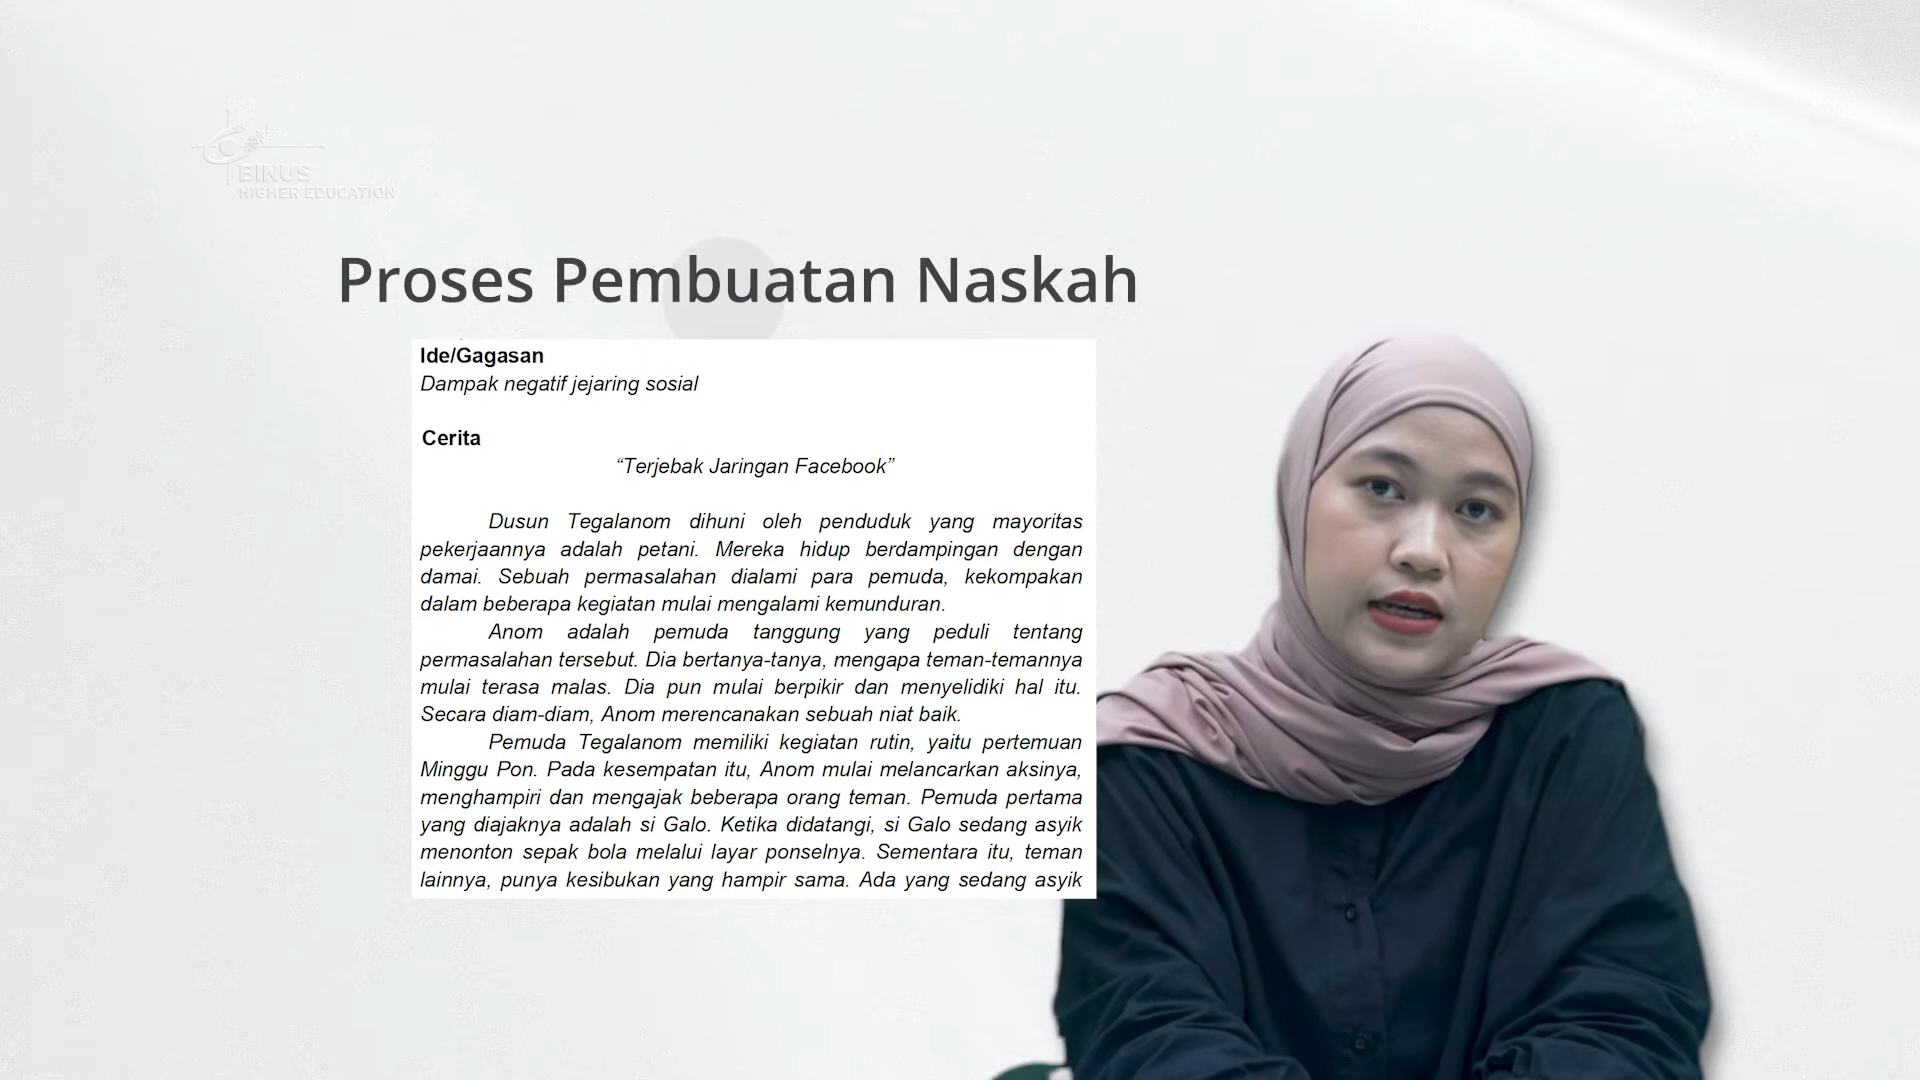 BINUS
HIGHER EDUCATION
Proses Pembuatan Naskah
Ide/Gagasan
Dampak negatif jejaring sosial
Cerita
“Terjebak Jaringan Facebook”
Dusun Tegalanom dihuni oleh penduduk yang mayoritas
pekerjaannya adalah petani. Mereka hidup berdampingan dengan
damai. Sebuah permasalahan dialami para pemuda, kekompakan
dalam beberapa kegiatan mulai mengalami kemunduran.
Anom adalah pemuda tanggung yang peduli tentang
permasalahan tersebut. Dia bertanya-tanya, mengapa teman-temannya
mulai terasa malas. Dia pun mulai berpikir dan menyelidiki hal itu.
Secara diam-diam, Anom merencanakan sebuah niat baik.
Pemuda Tegalanom memiliki kegiatan rutin, yaitu pertemuan
Minggu Pon. Pada kesempatan itu, Anom mulai melancarkan aksinya,
menghampiri dan mengajak beberapa orang teman. Pemuda pertama
yang diajaknya adalah si Galo. Ketika didatangi, si Galo sedang asyik
menonton sepak bola melalui layar ponselnya. Sementara itu, teman
lainnya, punya kesibukan yang hampir sama. Ada yang sedang asyik